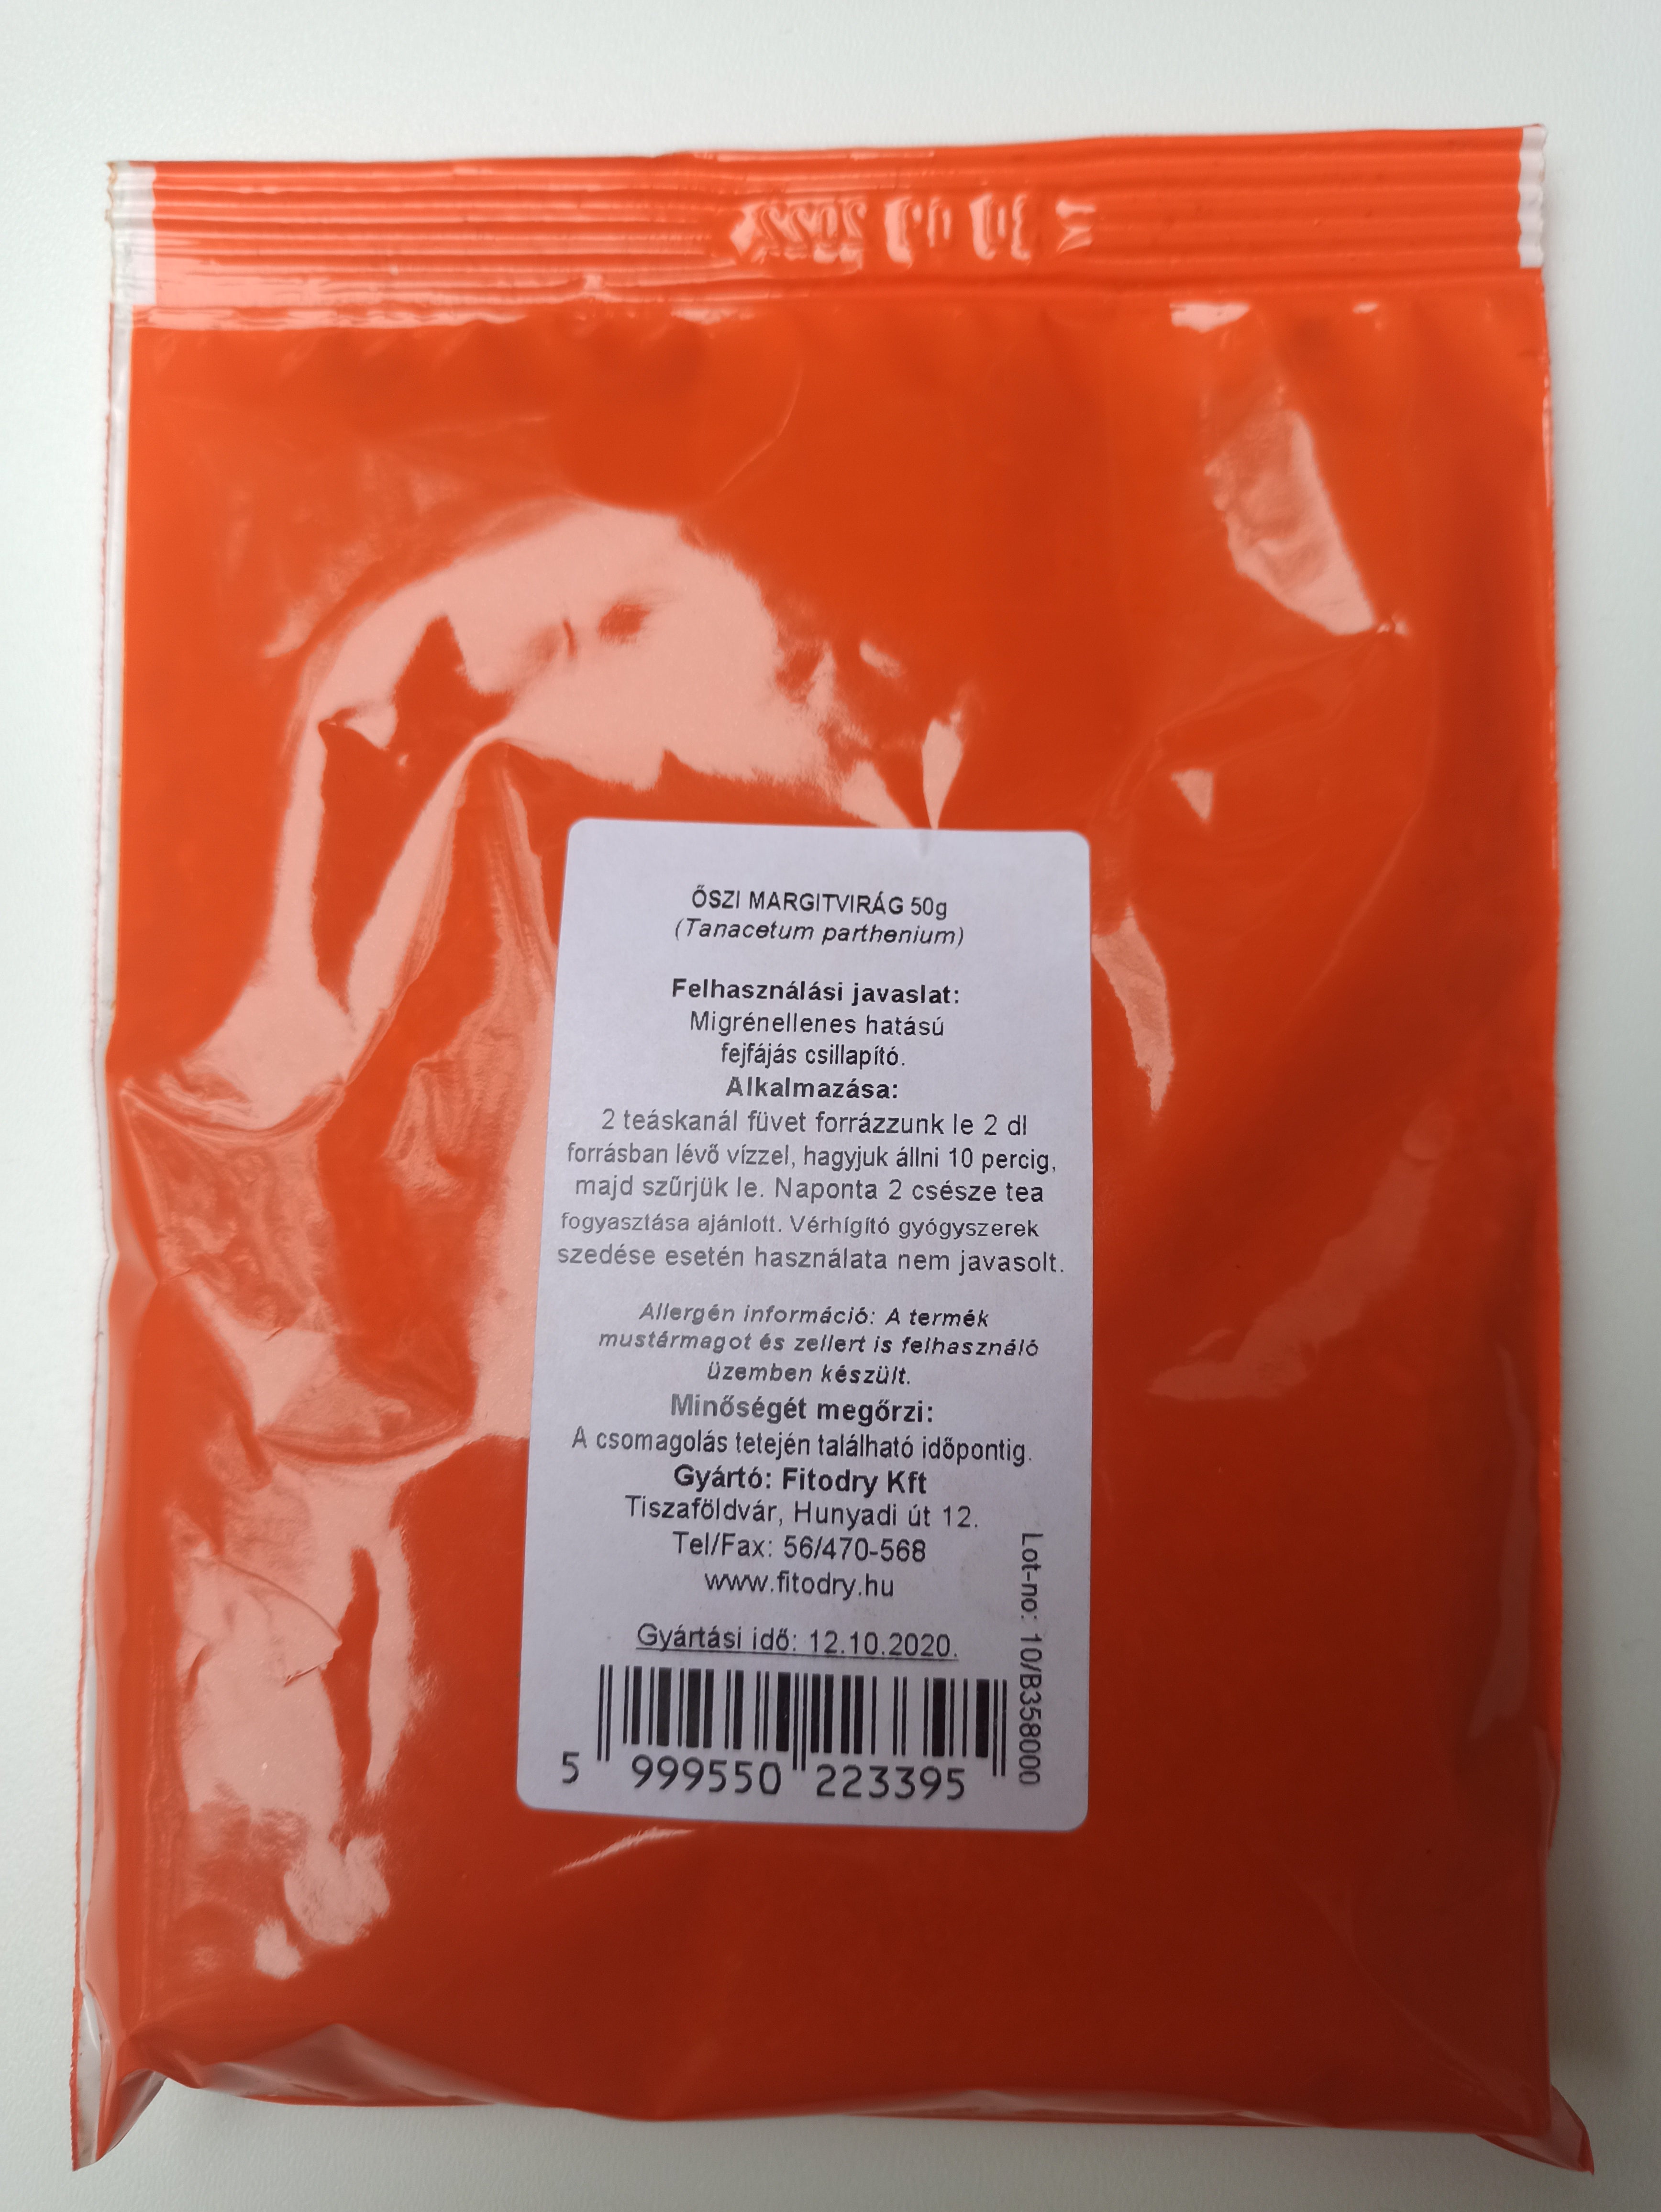 ŐSZI MARGITVIRÁG 50g
(Tanacetum parthenium)
Felhasználási javaslat:
Migrénellenes hatású
fejfájás csillapító.
Alkalmazása:
2 teáskanál füvet forrázzunk le 2 dl
forrásban lévő vízzel, hagyjuk állni 10 percig,
majd szűrjük le. Naponta 2 csésze tea
fogyasztása ajánlott. Vérhígító gyógyszerek
szedése esetén használata nem javasolt.
Allergén információ: A termék
mustármagot és zellert is felhasználó
üzemben készült.
Minőségét megőrzi:
A csomagolás tetején található időpontig.
Gyártó: Fitodry Kft
Tiszaföldvár, Hunyadi út 12.
Tel/Fax: 56/470-568
www.fitodry.hu
Gyártási idő: 12.10.2020.
5 999550 223395
Lot-no: 10/B358000